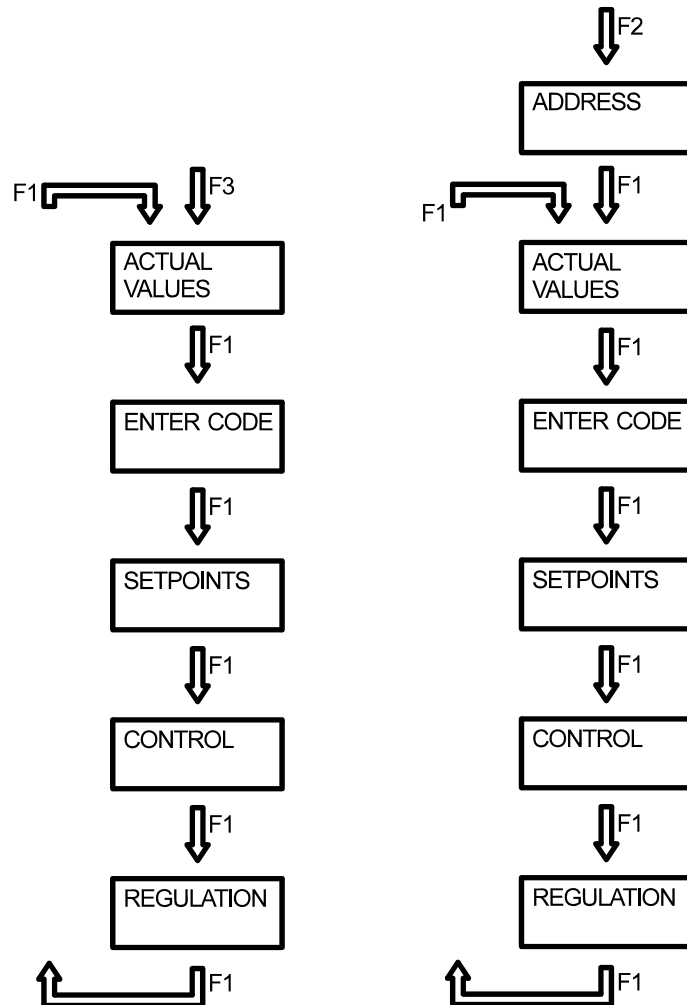 F1
F3
ACTUAL
VALUES
F1
ENTER CODE
F1
SETPOINTS
F1
CONTROL
F1
REGULATION
F1
F2
ADDRESS
F1
F1
ACTUAL
VALUES
F1
ENTER CODE
F1
SETPOINTS
F1
CONTROL
F1
REGULATION
F1